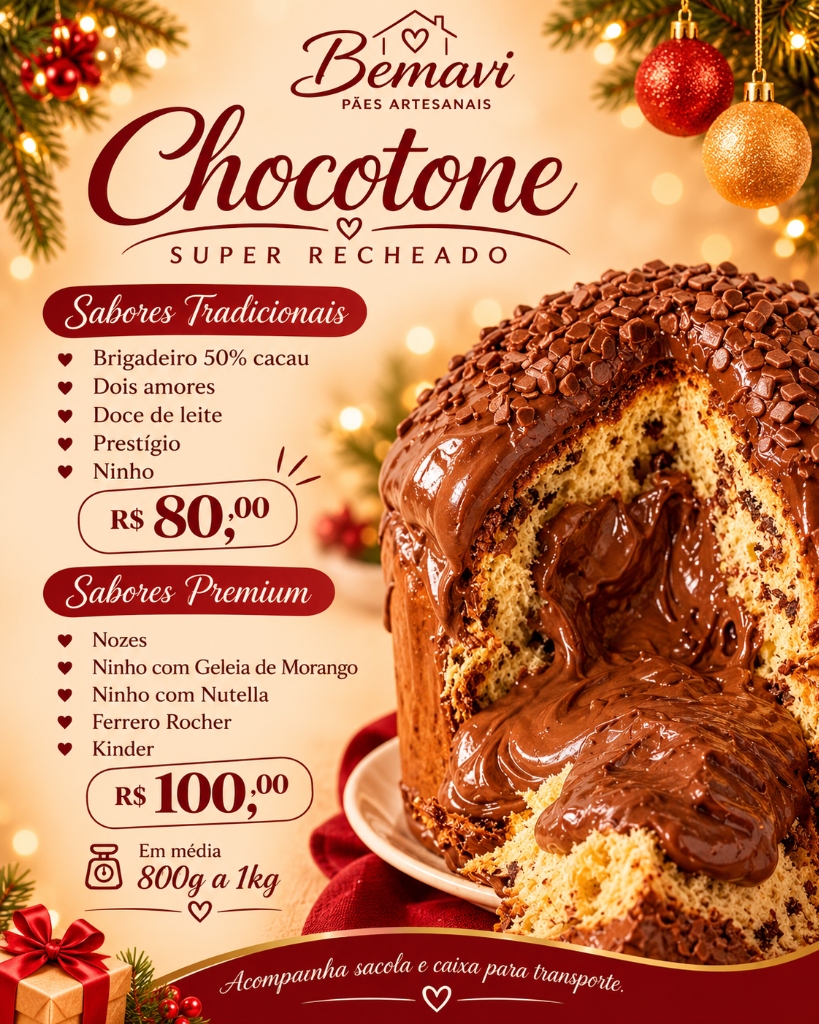 Bemavi
PÃES ARTESANAIS
Chocotone
SUPER RECHEADO
Sabores Tradicionais
Brigadeiro 50% cacau
Dois amores
Doce de leite
Prestígio
Ninho
R$ 80,00
Sabores Premium
Nozes
Ninho com Geleia de Morango
Ninho com Nutella
Ferrero Rocher
Kinder
R$ 100,00
Em média
800g a 1kg
Acompaınha sacola e caixa para transporte.